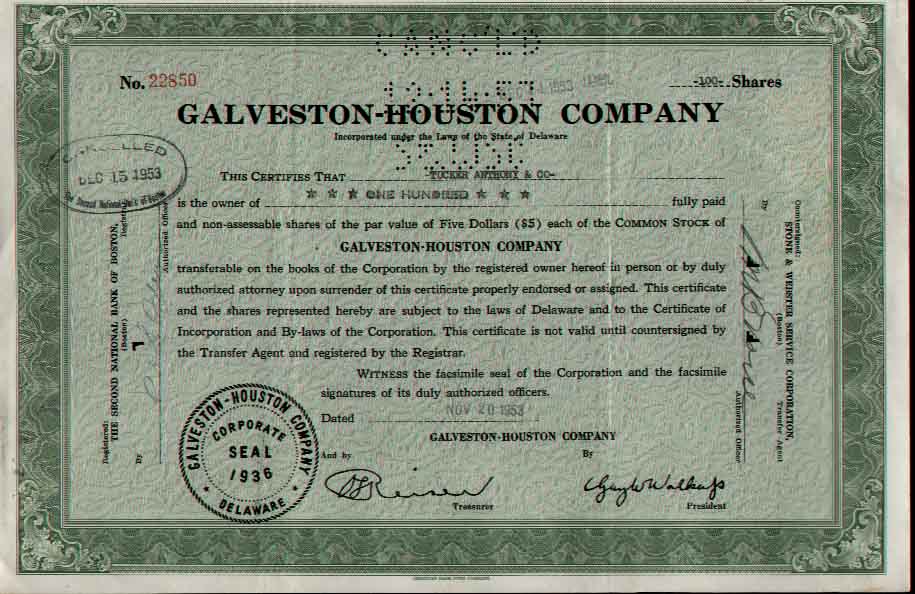 CANC'LD
No. 22850
-100- Shares
GALVESTON-HOUSTON COMPANY
Incorporated under the Laws of the State of Delaware
CANCELLED
DEC 15 1953
The Second National Bank of Boston
THIS CERTIFIES THAT -TUCKER ANTHONY & CO-
is the owner of ★ ★ ★ ONE HUNDRED ★ ★ ★ fully paid
and non-assessable shares of the par value of Five Dollars ($5) each of the COMMON STOCK of
GALVESTON-HOUSTON COMPANY
transferable on the books of the Corporation by the registered owner hereof in person or by duly
authorized attorney upon surrender of this certificate properly endorsed or assigned. This certificate
and the shares represented hereby are subject to the laws of Delaware and to the Certificate of
Incorporation and By-laws of the Corporation. This certificate is not valid until countersigned by
the Transfer Agent and registered by the Registrar.
WITNESS the facsimile seal of the Corporation and the facsimile
signatures of its duly authorized officers.
Dated NOV 20 1953
GALVESTON-HOUSTON COMPANY
And by
By
Treasurer
President
GALVESTON-HOUSTON COMPANY
CORPORATE
SEAL
1936
DELAWARE
Registered:
THE SECOND NATIONAL BANK OF BOSTON,
(Boston) Registrar
By
Authorized Officer
Countersigned:
STONE & WEBSTER SERVICE CORPORATION,
(Boston) Transfer Agent
By
Authorized Officer